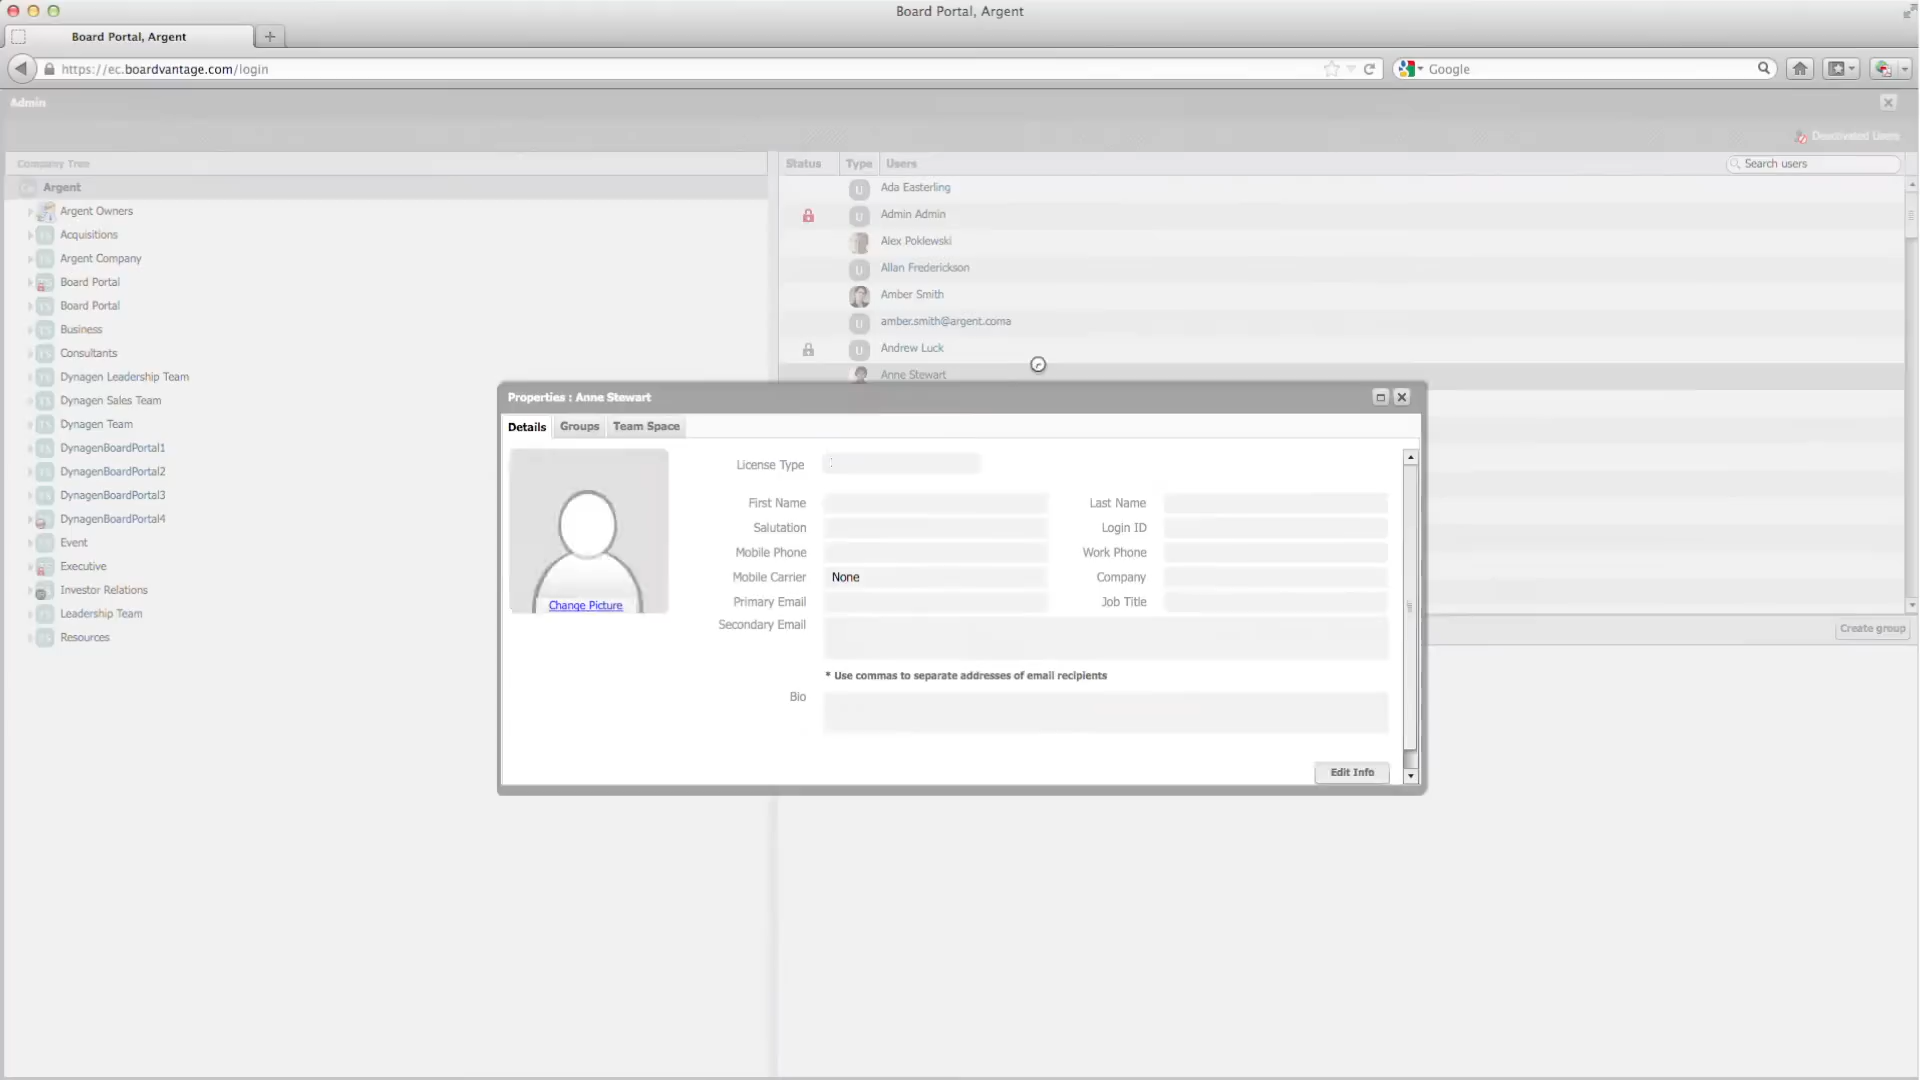 Board Portal, Argent
Board Portal, Argent
https://ec.boardvantage.com/login
Google
Admin
Deactivated Users
Company Tree
Status
Type
Users
Search users
Argent
Argent Owners
Acquisitions
Argent Company
Board Portal
Board Portal
Business
Consultants
Dynagen Leadership Team
Dynagen Sales Team
Dynagen Team
DynagenBoardPortal1
DynagenBoardPortal2
DynagenBoardPortal3
DynagenBoardPortal4
Event
Executive
Investor Relations
Leadership Team
Resources
U Ada Easterling
U Admin Admin
Alex Poklewski
U Allan Frederickson
Amber Smith
U amber.smith@argent.coma
U Andrew Luck
Anne Stewart
Create group
Properties : Anne Stewart
Details
Groups
Team Space
Change Picture
License Type
First Name
Last Name
Salutation
Login ID
Mobile Phone
Work Phone
Mobile Carrier None
Company
Primary Email
Job Title
Secondary Email
* Use commas to separate addresses of email recipients
Bio
Edit Info